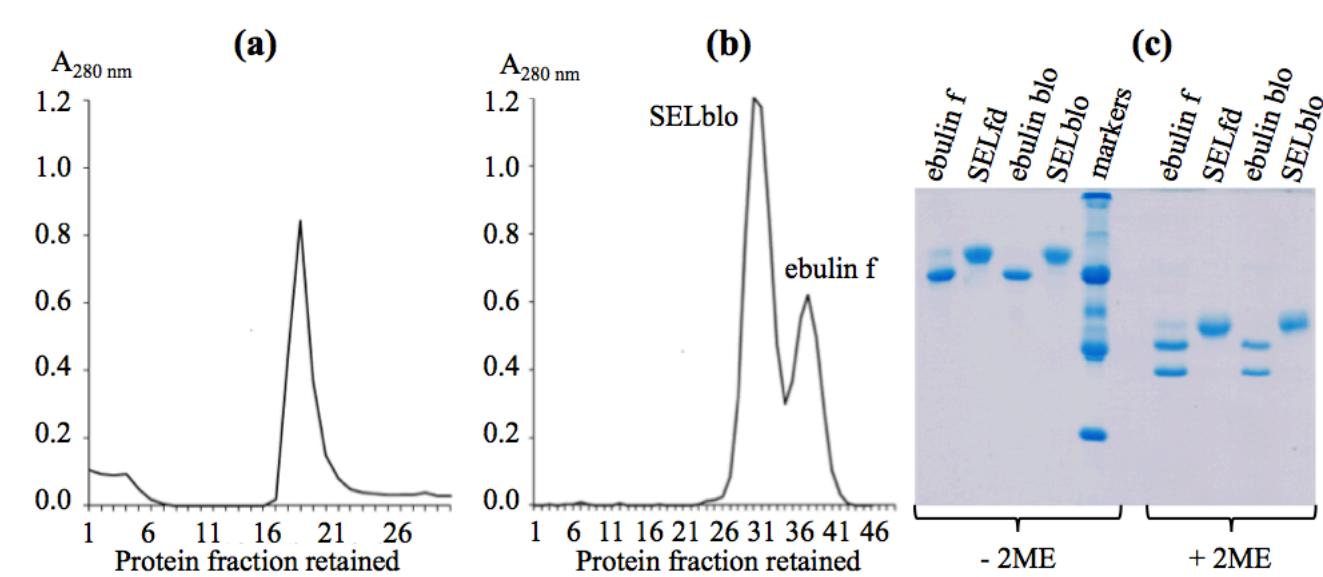 (a)
A280 nm
1.2
1.0
0.8
0.6
0.4
0.2
0.0
1 6 11 16 21 26
Protein fraction retained
(b)
A280 nm
1.2
1.0
0.8
0.6
0.4
0.2
0.0
SELblo
ebulin f
1 6 11 16 21 26 31 36 41 46
Protein fraction retained
(c)
ebulin f
SELfd
ebulin blo
SELblo
markers
ebulin f
SELfd
ebulin blo
SELblo
- 2ME
+ 2ME